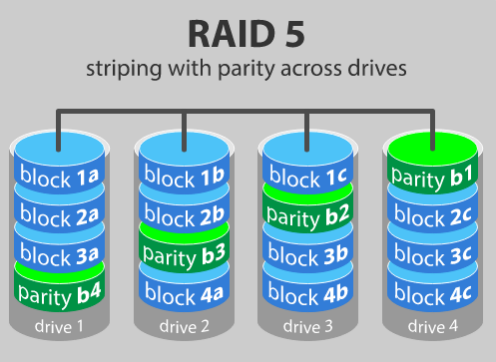 RAID 5
striping with parity across drives
block 1a
block 1b
block 1c
parity b1
block 2a
block 2b
parity b2
block 2c
block 3a
parity b3
block 3b
block 3c
parity b4
block 4a
block 4b
block 4c
drive 1
drive 2
drive 3
drive 4